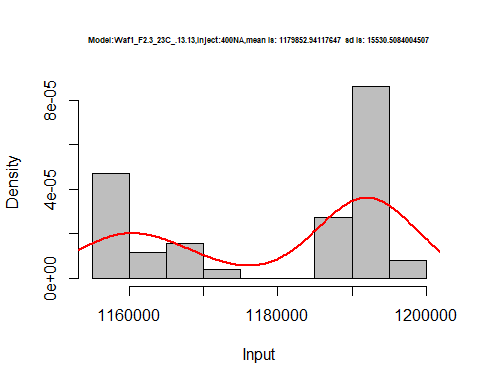 Model:Waf1_F2.3_23C_.13.13,Inject:400NA,mean is: 1179852.94117647 sd is: 15530.5084004507
8e-05
4e-05
0e+00
Density
1160000 1180000 1200000
Input